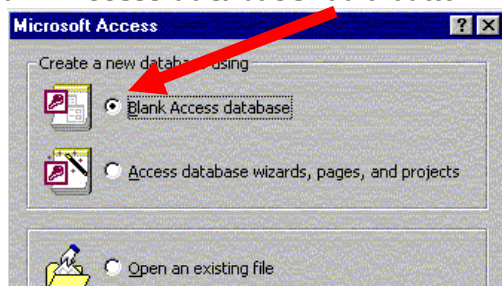 Microsoft Access
Create a new database using
Blank Access database
Access database wizards, pages, and projects
Open an existing file